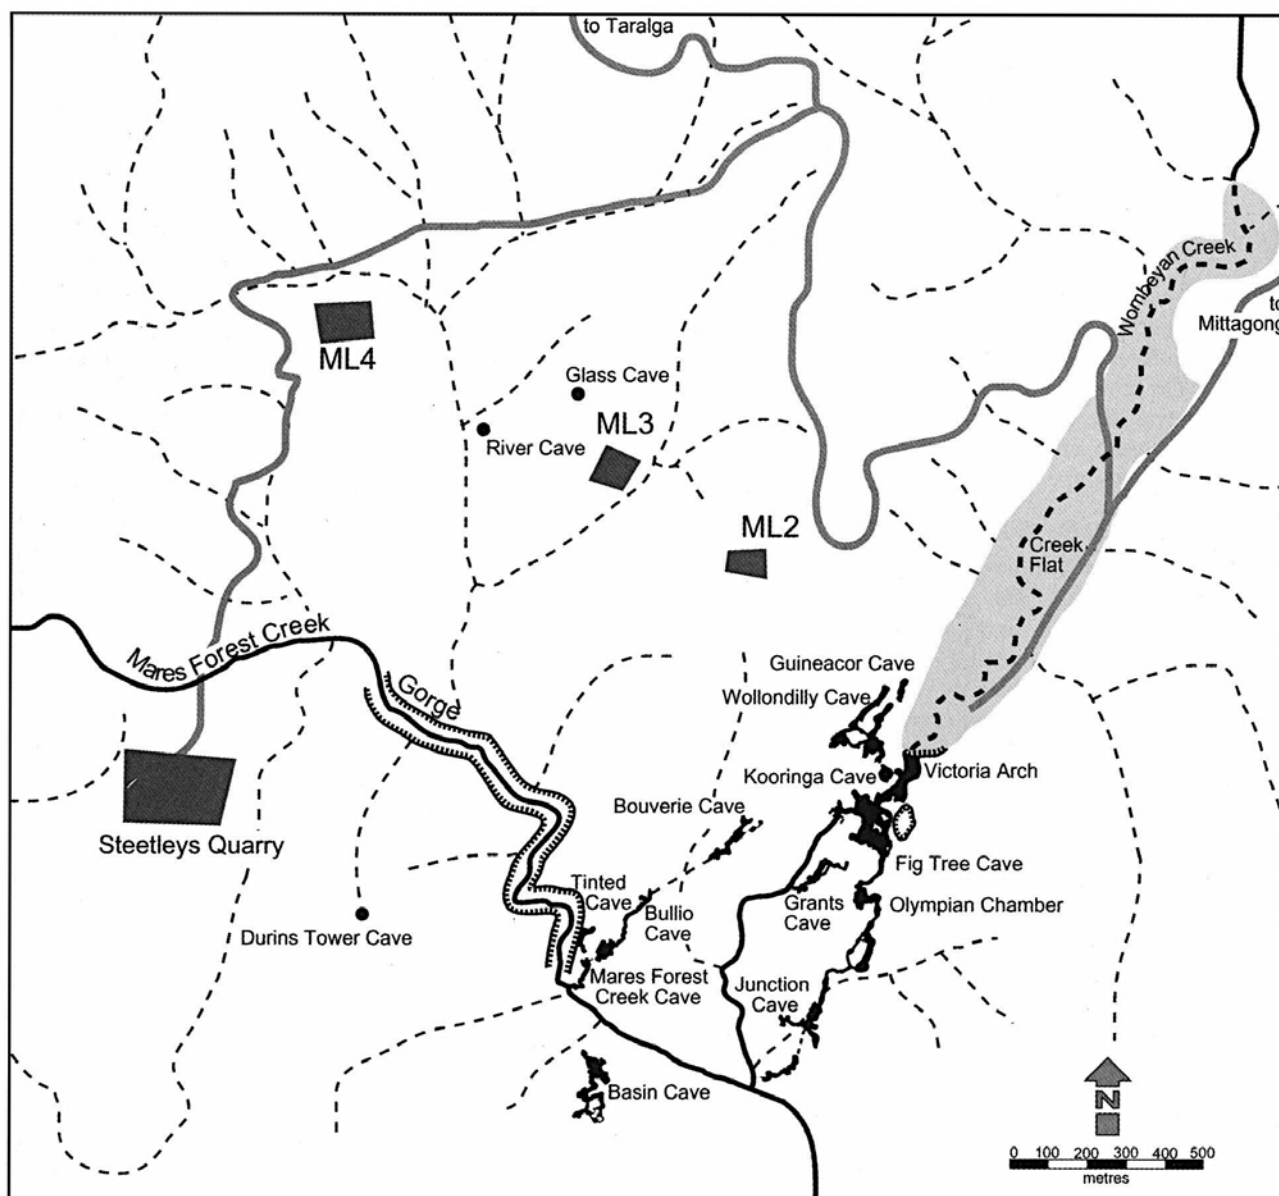 to Taralga
Wombeyan Creek
to
Mittagong
ML4
Glass Cave
ML3
River Cave
ML2
Creek
Flat
Mares Forest Creek
Gorge
Guineacor Cave
Wollondilly Cave
Kooringa Cave
Victoria Arch
Bouverie Cave
Steetleys Quarry
Fig Tree Cave
Tinted
Cave
Bullio
Cave
Grants
Cave
Olympian Chamber
Durins Tower Cave
Mares Forest
Creek Cave
Junction
Cave
Basin Cave
N
0 100 200 300 400 500
metres